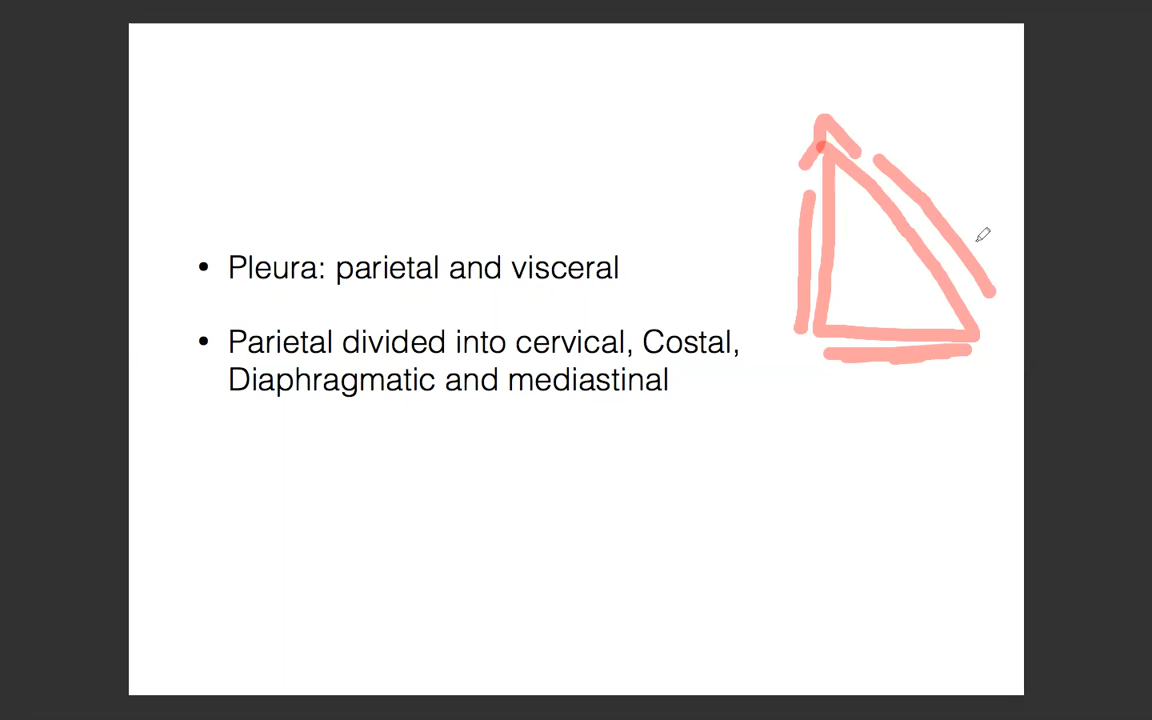 • Pleura: parietal and visceral
• Parietal divided into cervical, Costal,
Diaphragmatic and mediastinal